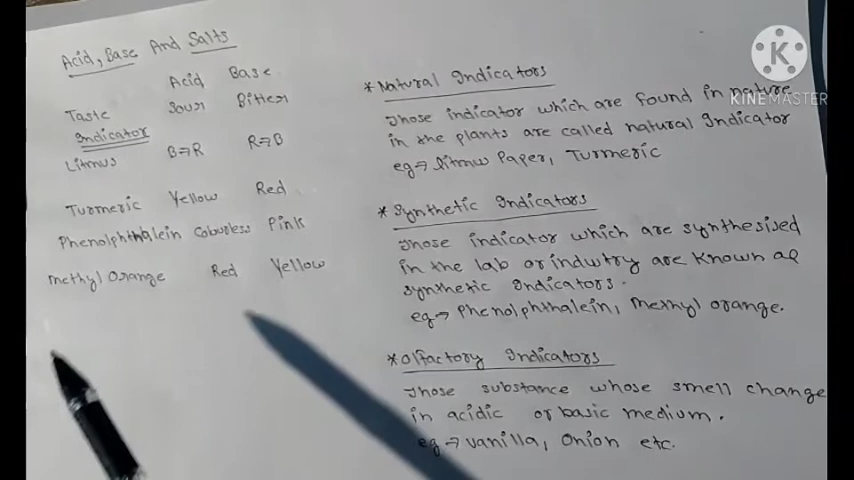 Acid, Base And Salts
Acid Base
Taste Sour Bitter
Indicator
Litmus B⇒R R⇒B
Turmeric Yellow Red
Phenolphthalein Colourless Pink
Methyl Orange Red Yellow
*Natural Indicators
Those indicator which are found in nature
in the plants are called natural Indicator
eg→ litmus Paper, Turmeric
*Synthetic Indicators
Those indicator which are synthesised
in the lab or industry are known as
synthetic Indicators.
eg→ Phenolphthalein, Methyl orange.
*Olfactory Indicators
Those substance whose smell change
in acidic or basic medium.
eg→ vanilla, Onion etc.
K
KINEMASTER